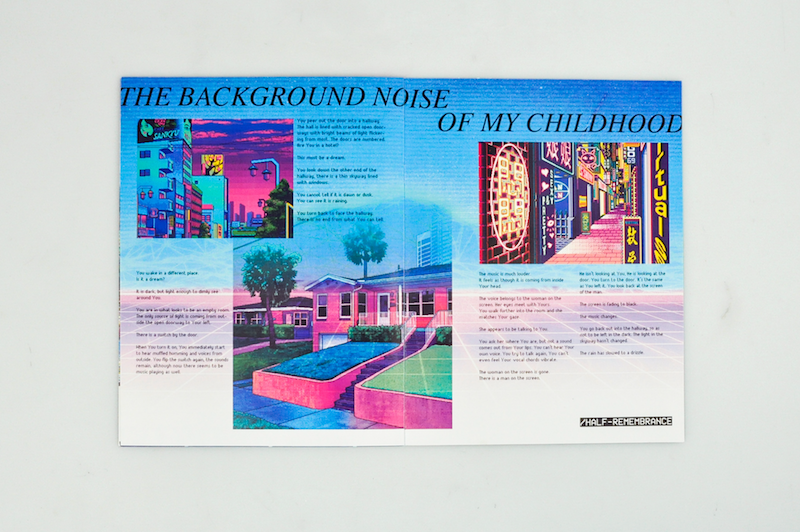 THE BACKGROUND NOISE
OF MY CHILDHOOD
SANKYU
You peer out the door into a hallway.
The hall is lined with cracked open door-
ways with bright beams of light flicker-
ing from most. The doors are numbered.
Are You in a hotel?
This must be a dream.
You look down the other end of the
hallway, there is a this skyway lined
with windows.
You cannot tell if it is dawn or dusk.
You can see it is raining.
You turn back to face the hallway.
There is no end from what You can tell.
You wake in a different place
is it a dream?
It is dark, but light enough to dimly see
around You.
You are in what looks to be an empty room.
The only source of light is coming from out-
side the open doorway to Your left.
There is a switch by the door.
When You turn it on, You immediately start
to hear muffled humming and voices from
outside. You flip the switch again, the sounds
remain, although now there seems to be
music playing as well.
The music is much louder.
It feels as though it is coming from inside
Your head.
The voice belongs to the woman on the
screen. Her eyes meet with Yours.
You walk further into the room and she
matches Your gaze.
She appears to be talking to You.
You ask her where You are, but not a sound
comes out from Your lips. You can't hear Your
own voice. You try to talk again, You can't
even feel Your vocal chords vibrate.
The woman on the screen is gone.
There is a man on the screen.
He isn't looking at You, he is looking at the
door. You turn to the door. It's the same
as You left it. You look back at the screen
of the man.
The screen is fading to black.
The music changes.
You go back out into the hallway, in
not to be left in the dark. The light in the
skyway hasn't changed.
The rain has slowed to a drizzle.
ritual
/HALF-REMEMBRANCE